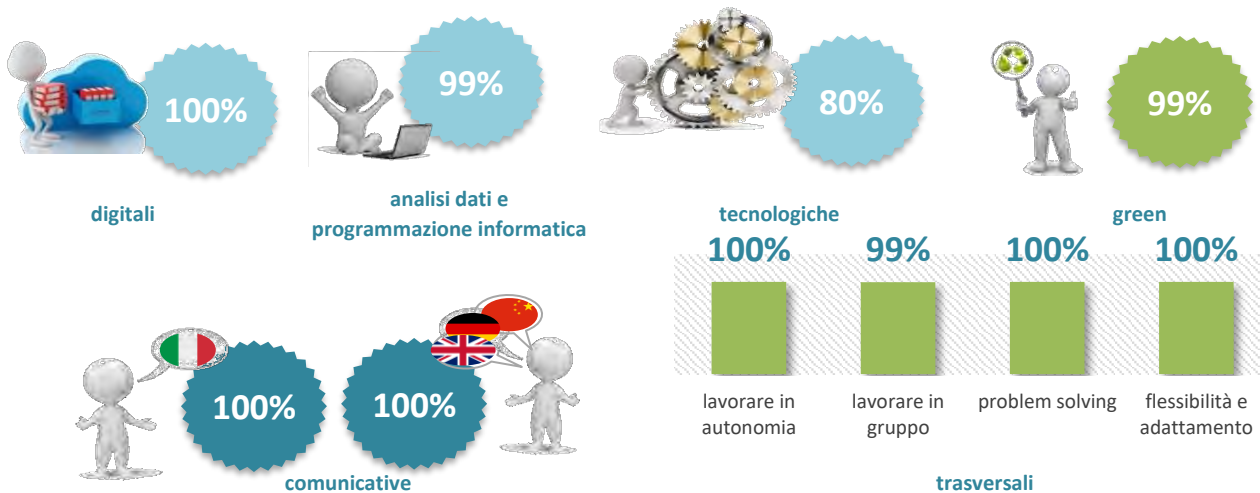 100%
99%
80%
99%
digitali
analisi dati e
programmazione informatica
tecnologiche
green
100%
99%
100%
100%
lavorare in
autonomia
lavorare in
gruppo
problem solving
flessibilità e
adattamento
100%
100%
comunicative
trasversali